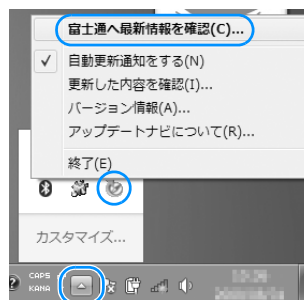 富士通へ最新情報を確認(C)...
自動更新通知をする(N)
更新した内容を確認(I)...
バージョン情報(A)...
アップデートナビについて(R)...
終了(E)
カスタマイズ...
CAPS
KANA